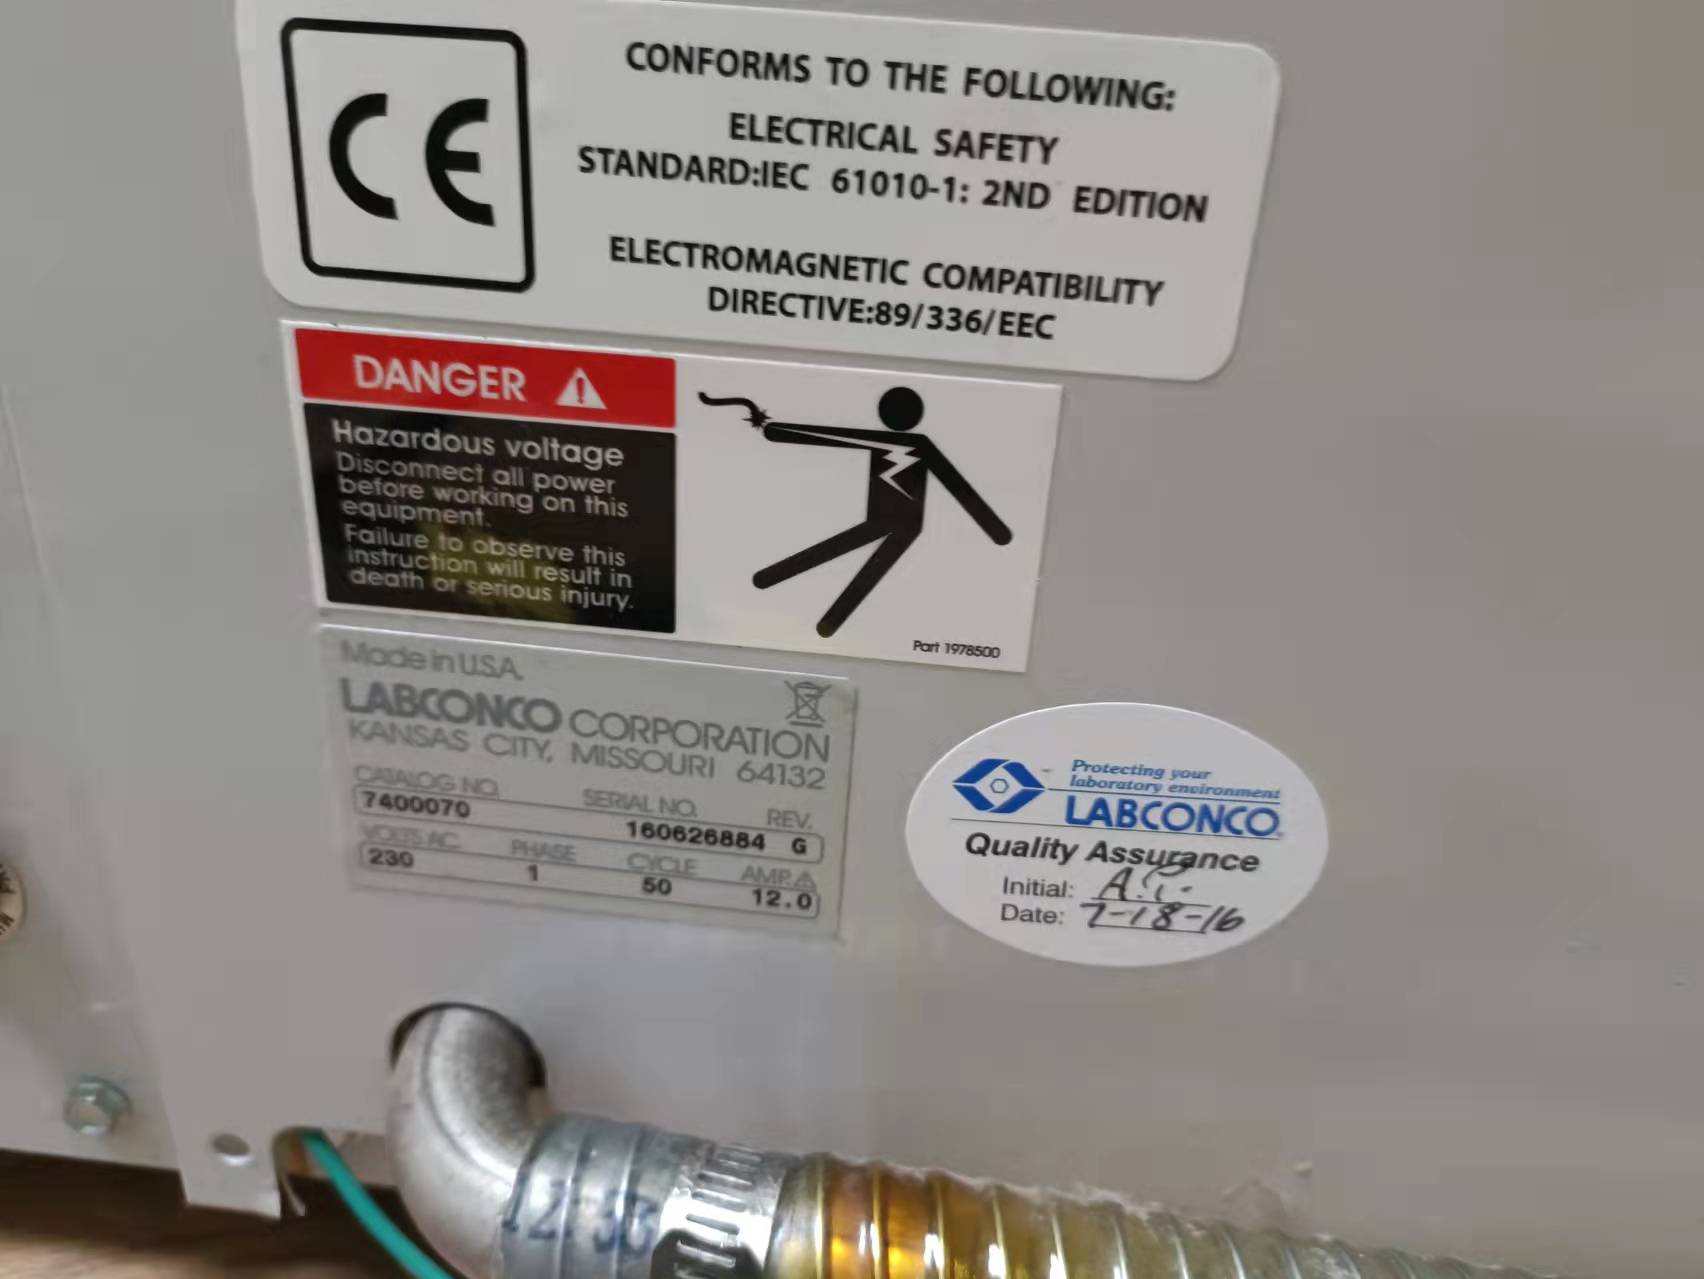 CE
CONFORMS TO THE FOLLOWING:
ELECTRICAL SAFETY
STANDARD:IEC 61010-1: 2ND EDITION
ELECTROMAGNETIC COMPATIBILITY
DIRECTIVE:89/336/EEC
DANGER
Hazardous voltage
Disconnect all power
before working on this
equipment.
Failure to observe this
instruction will result in
death or serious injury.
Part 1978500
Made in U.S.A.
LABCONCO CORPORATION
KANSAS CITY, MISSOURI 64132
CATALOG NO. SERIAL NO. REV.
7400070 160626884 G
VOLTS AC PHASE CYCLE AMP.
230 1 50 12.0
Protecting your
laboratory environment
LABCONCO
Quality Assurance
Initial:
Date: 7-18-16